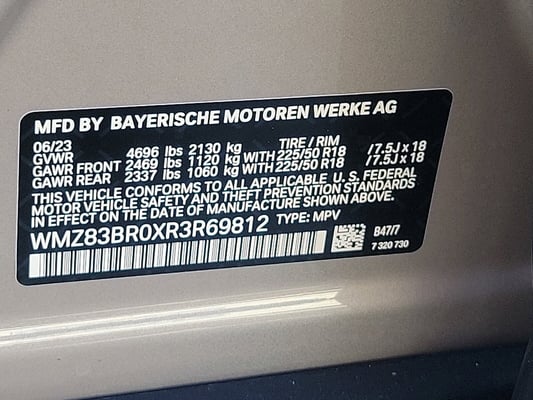 MFD BY BAYERISCHE MOTOREN WERKE AG
06/23 TIRE / RIM
GVWR 4696 lbs 2130 kg
GAWR FRONT 2469 lbs 1120 kg WITH 225/50 R18 /7.5J x 18
GAWR REAR 2337 lbs 1060 kg WITH 225/50 R18 /7.5J x 18
THIS VEHICLE CONFORMS TO ALL APPLICABLE U. S. FEDERAL
MOTOR VEHICLE SAFETY AND THEFT PREVENTION STANDARDS
IN EFFECT ON THE DATE OF MANUFACTURE SHOWN ABOVE.
WMZ83BR0XR3R69812 TYPE: MPV
B47/7
7 320 730